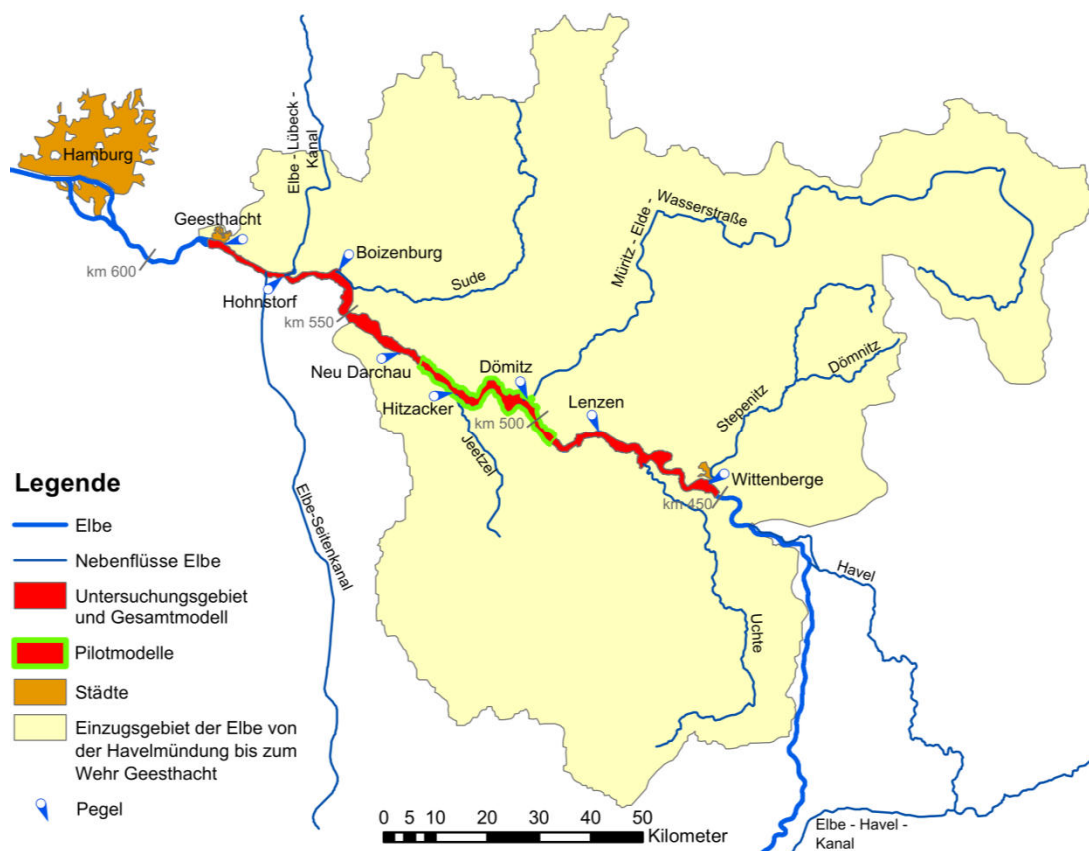 Hamburg
Elbe - Lübeck -
Kanal
Geesthacht
km 600
Boizenburg
Hohnstorf
Sude
km 550
Müritz - Elde -
Wasserstraße
Neu Darchau
Hitzacker
Dömitz
km 500
Lenzen
Jeetzel
Stepenitz
Dömnitz
Wittenberge
km 450
Elbe-Seitenkanal
Havel
Uchte
Elbe - Havel -
Kanal
Legende
Elbe
Nebenflüsse Elbe
Untersuchungsgebiet
und Gesamtmodell
Pilotmodelle
Städte
Einzugsgebiet der Elbe von
der Havelmündung bis zum
Wehr Geesthacht
Pegel
0 5 10 20 30 40 50
Kilometer